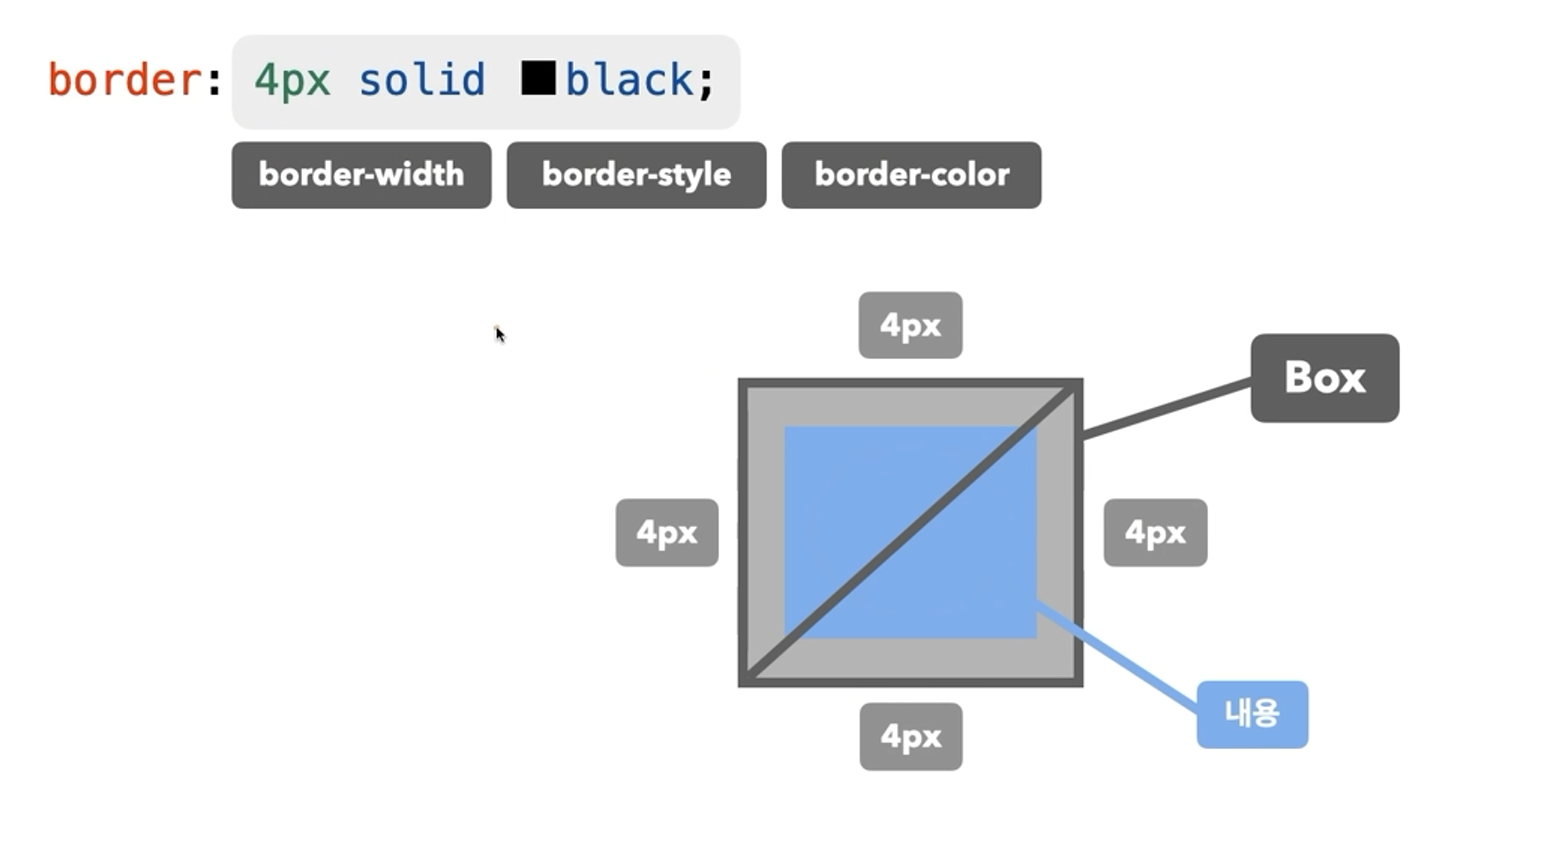 border: 4px solid black;
border-width border-style border-color
4px
Box
4px 4px
내용
4px